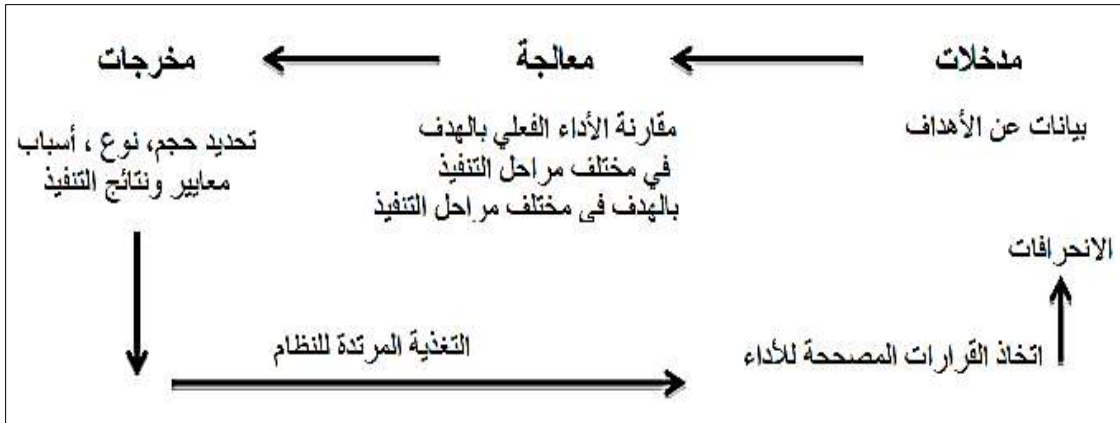 مدخلات
معالجة
مخرجات
بيانات عن الأهداف
مقارنة الأداء الفعلي بالهدف
في مختلف مراحل التنفيذ
بالهدف في مختلف مراحل التنفيذ
تحديد حجم، نوع ، أسباب
معايير ونتائج التنفيذ
الانحرافات
اتخاذ القرارات المصححة للأداء
التغذية المرتدة للنظام